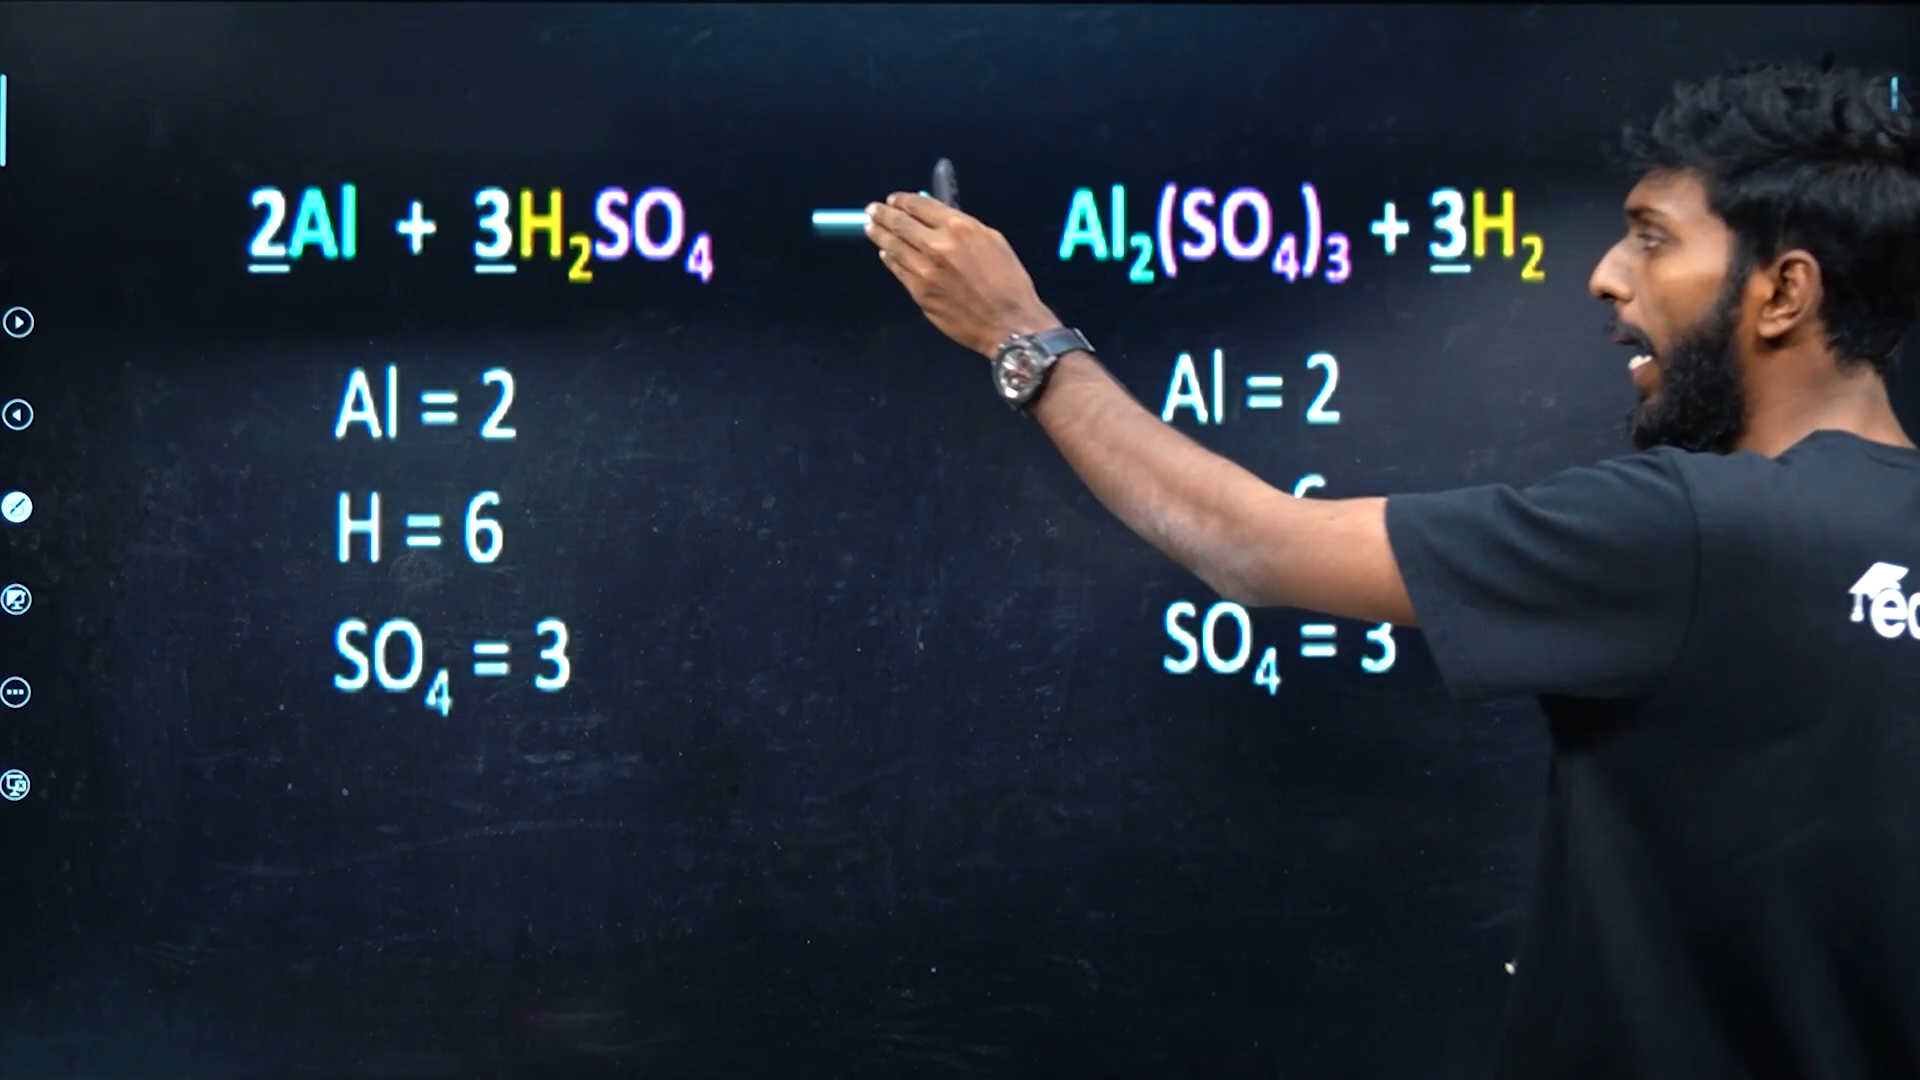 2Al + 3H₂SO₄ — Al₂(SO₄)₃ + 3H₂
Al = 2
Al = 2
H = 6
SO₄ = 3
SO₄ = 3